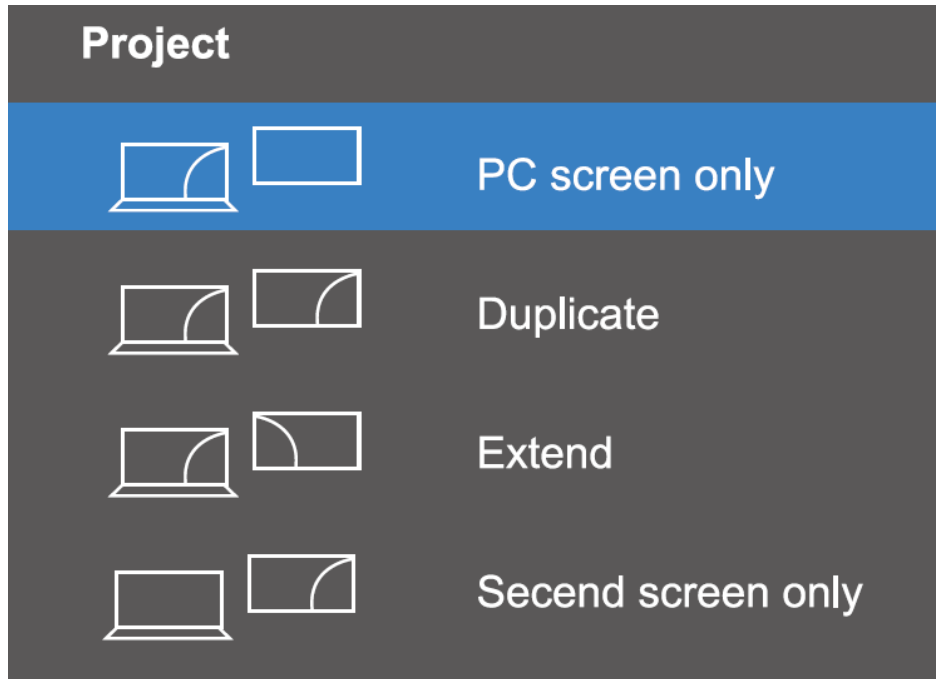 Project
PC screen only
Duplicate
Extend
Secend screen only